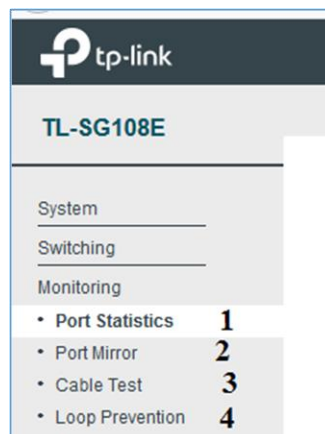 tp-link
TL-SG108E
System
Switching
Monitoring
• Port Statistics 1
• Port Mirror 2
• Cable Test 3
• Loop Prevention 4